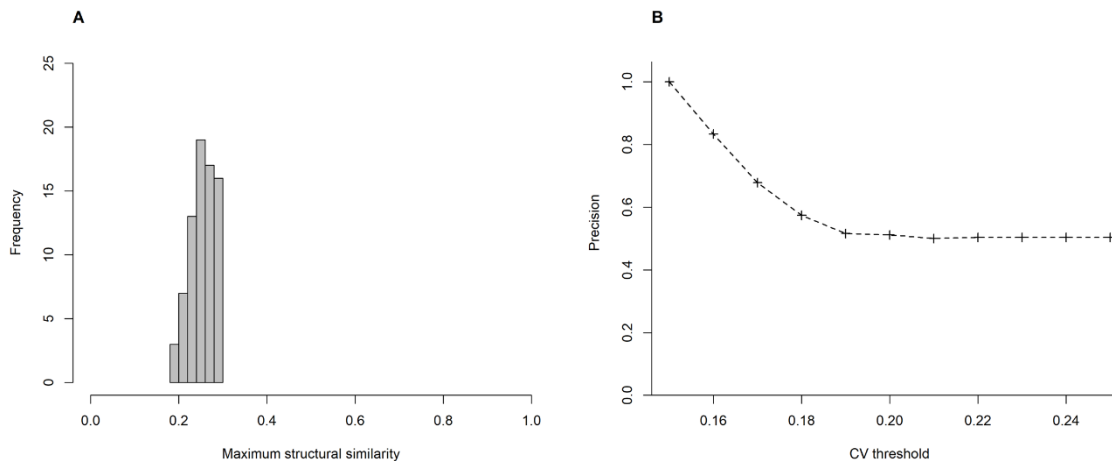 A
25
20
15
10
5
0
Frequency
0.0 0.2 0.4 0.6 0.8 1.0
Maximum structural similarity
B
1.0
0.8
0.6
0.4
0.2
0.0
Precision
0.16 0.18 0.20 0.22 0.24
CV threshold